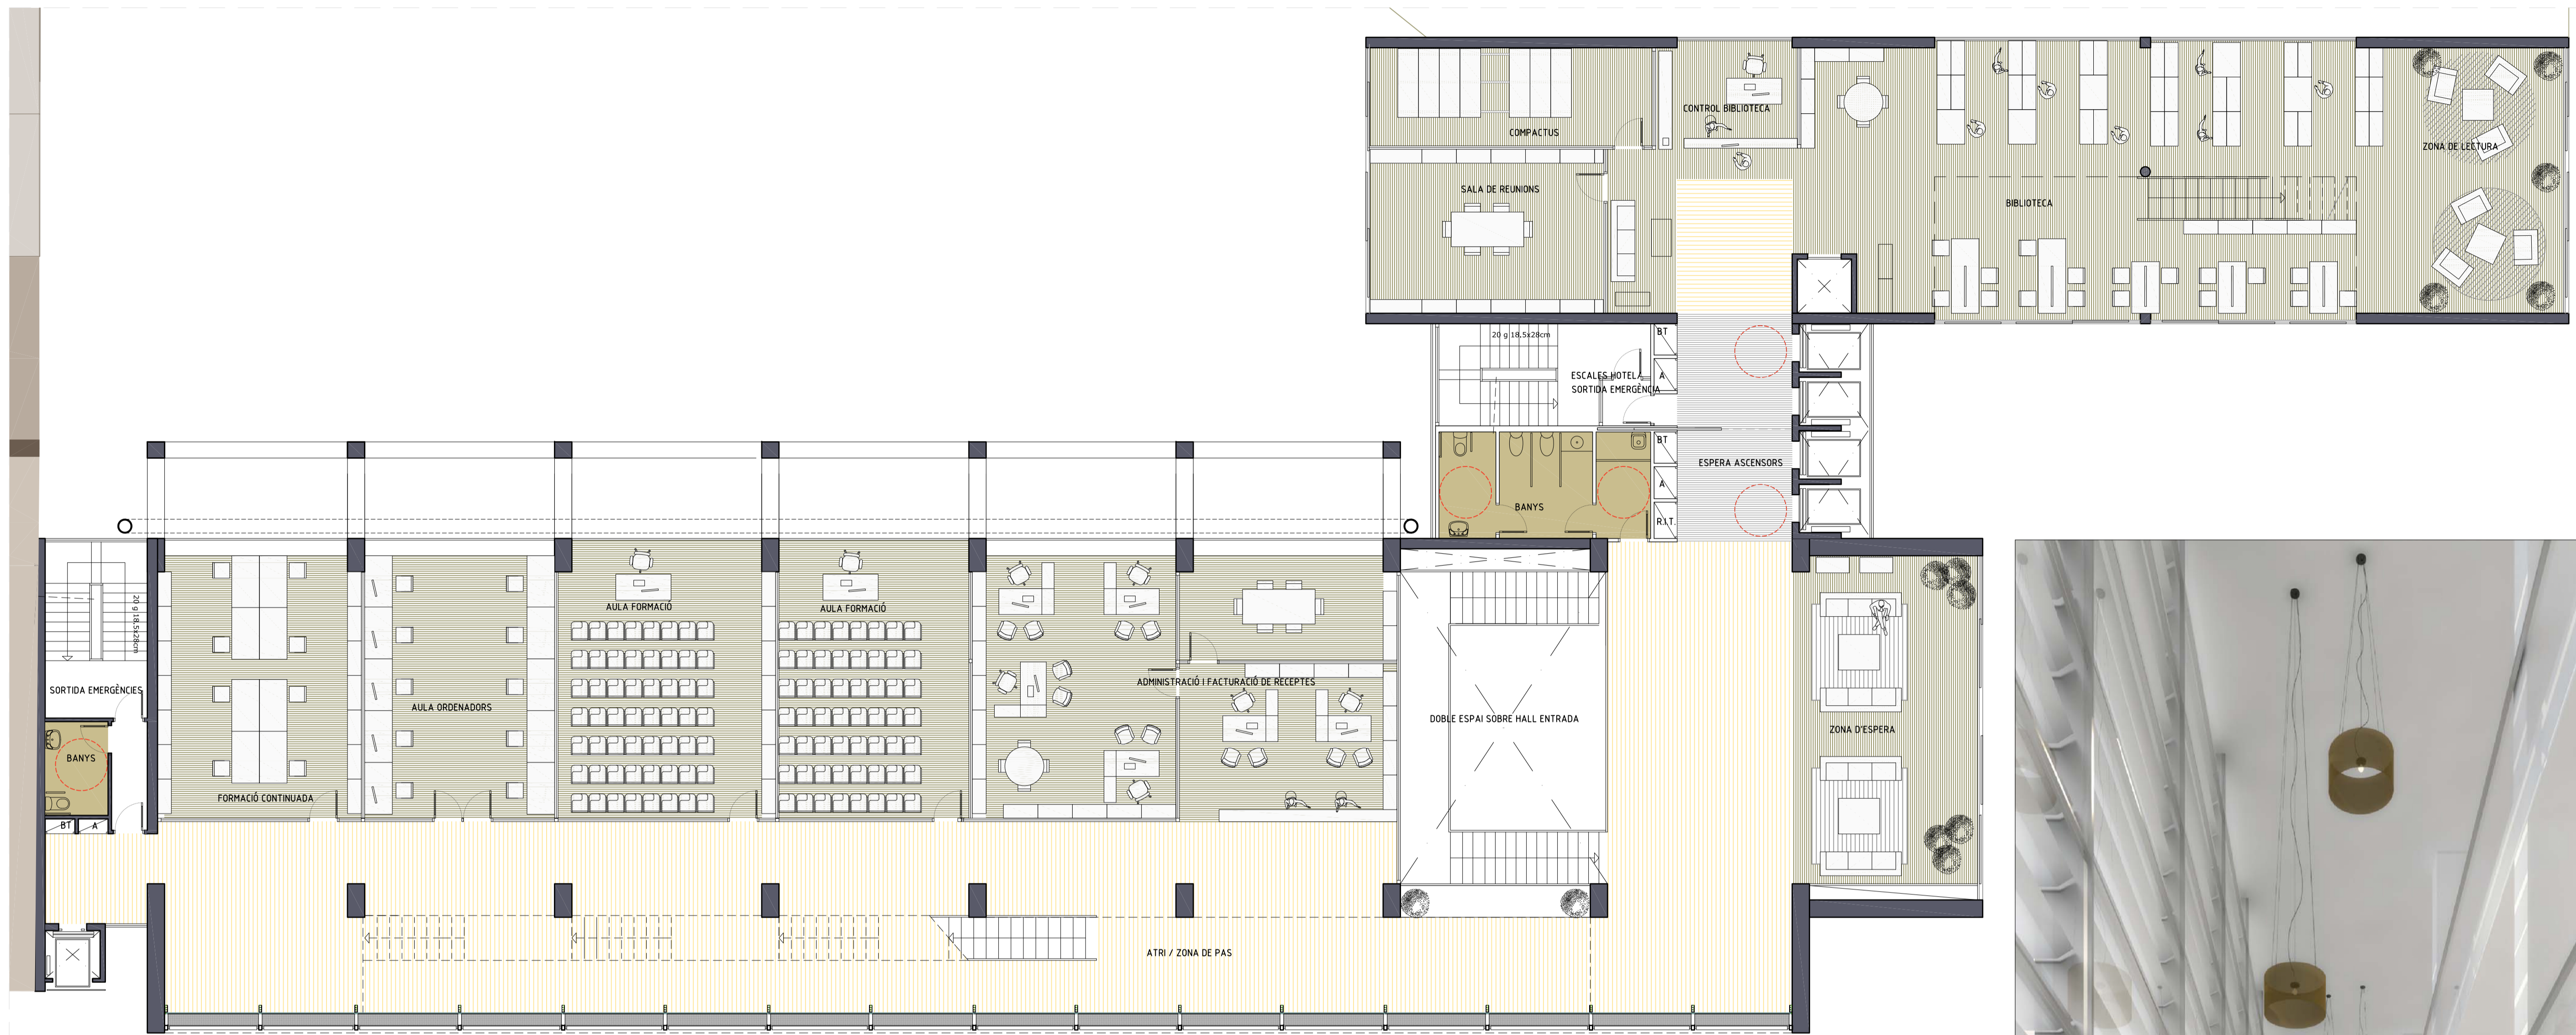 CONTROL BIBLIOTECA
COMPACTUS
ZONA DE LECTURA
SALA DE REUNIONS
BIBLIOTECA
20 g 18,5x28cm
BT
ESCALES HOTEL/
SORTIDA EMERGÈNCIA
A
BT
ESPERA ASCENSORS
A
BANYS
R.I.T.
20 g 18,5x28cm
AULA FORMACIÓ
AULA FORMACIÓ
SORTIDA EMERGÈNCIES
ADMINISTRACIÓ I FACTURACIÓ DE RECEPTES
AULA ORDENADORS
DOBLE ESPAI SOBRE HALL ENTRADA
ZONA D'ESPERA
BANYS
FORMACIÓ CONTINUADA
BT
A
ATRI / ZONA DE PAS